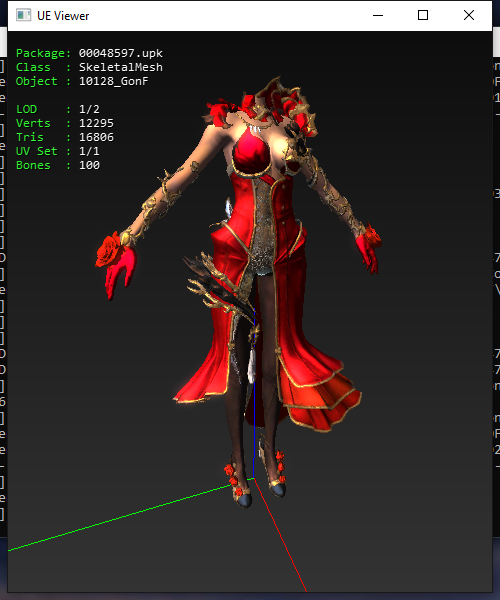 UE Viewer
Package: 00048597.upk
Class  : SkeletalMesh
Object : 10128_GonF
LOD    : 1/2
Verts  : 12295
Tris   : 16806
UV Set : 1/1
Bones  : 100